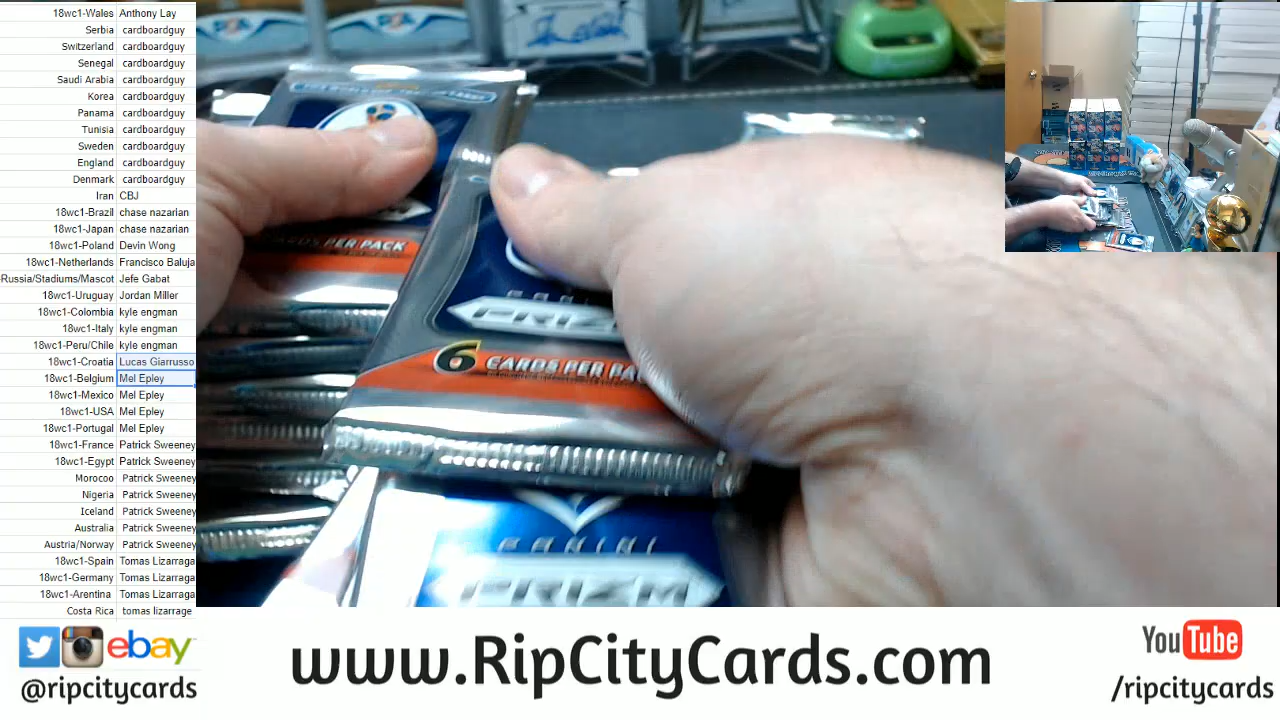 18wc1-Wales Anthony Lay
Serbia cardboardguy
Switzerland cardboardguy
Senegal cardboardguy
Saudi Arabia cardboardguy
Korea cardboardguy
Panama cardboardguy
Tunisia cardboardguy
Sweden cardboardguy
England cardboardguy
Denmark cardboardguy
Iran CBJ
18wc1-Brazil chase nazarian
18wc1-Japan chase nazarian
18wc1-Poland Devin Wong
18wc1-Netherlands Francisco Baluja
-Russia/Stadiums/Mascot Jefe Gabat
18wc1-Uruguay Jordan Miller
18wc1-Colombia kyle engman
18wc1-Italy kyle engman
18wc1-Peru/Chile kyle engman
18wc1-Croatia Lucas Giarrusso
18wc1-Belgium Mel Epley
18wc1-Mexico Mel Epley
18wc1-USA Mel Epley
18wc1-Portugal Mel Epley
18wc1-France Patrick Sweeney
18wc1-Egypt Patrick Sweeney
Morocoo Patrick Sweeney
Nigeria Patrick Sweeney
Iceland Patrick Sweeney
Australia Patrick Sweeney
Austria/Norway Patrick Sweeney
18wc1-Spain Tomas Lizarraga
18wc1-Germany Tomas Lizarraga
18wc1-Arentina Tomas Lizarraga
Costa Rica tomas lizarrage
CARDS PER PACK
PRIZM
6 CARDS PER PA
PANINI
PRIZM
ebay
@ripcitycards
www.RipCityCards.com
YouTube
/ripcitycards